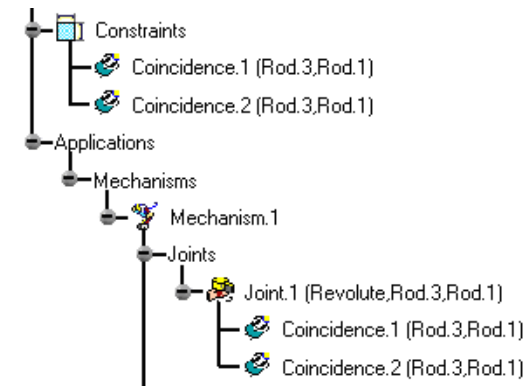 Constraints
Coincidence.1 (Rod.3,Rod.1)
Coincidence.2 (Rod.3,Rod.1)
Applications
Mechanisms
Mechanism.1
Joints
Joint.1 (Revolute,Rod.3,Rod.1)
Coincidence.1 (Rod.3,Rod.1)
Coincidence.2 (Rod.3,Rod.1)